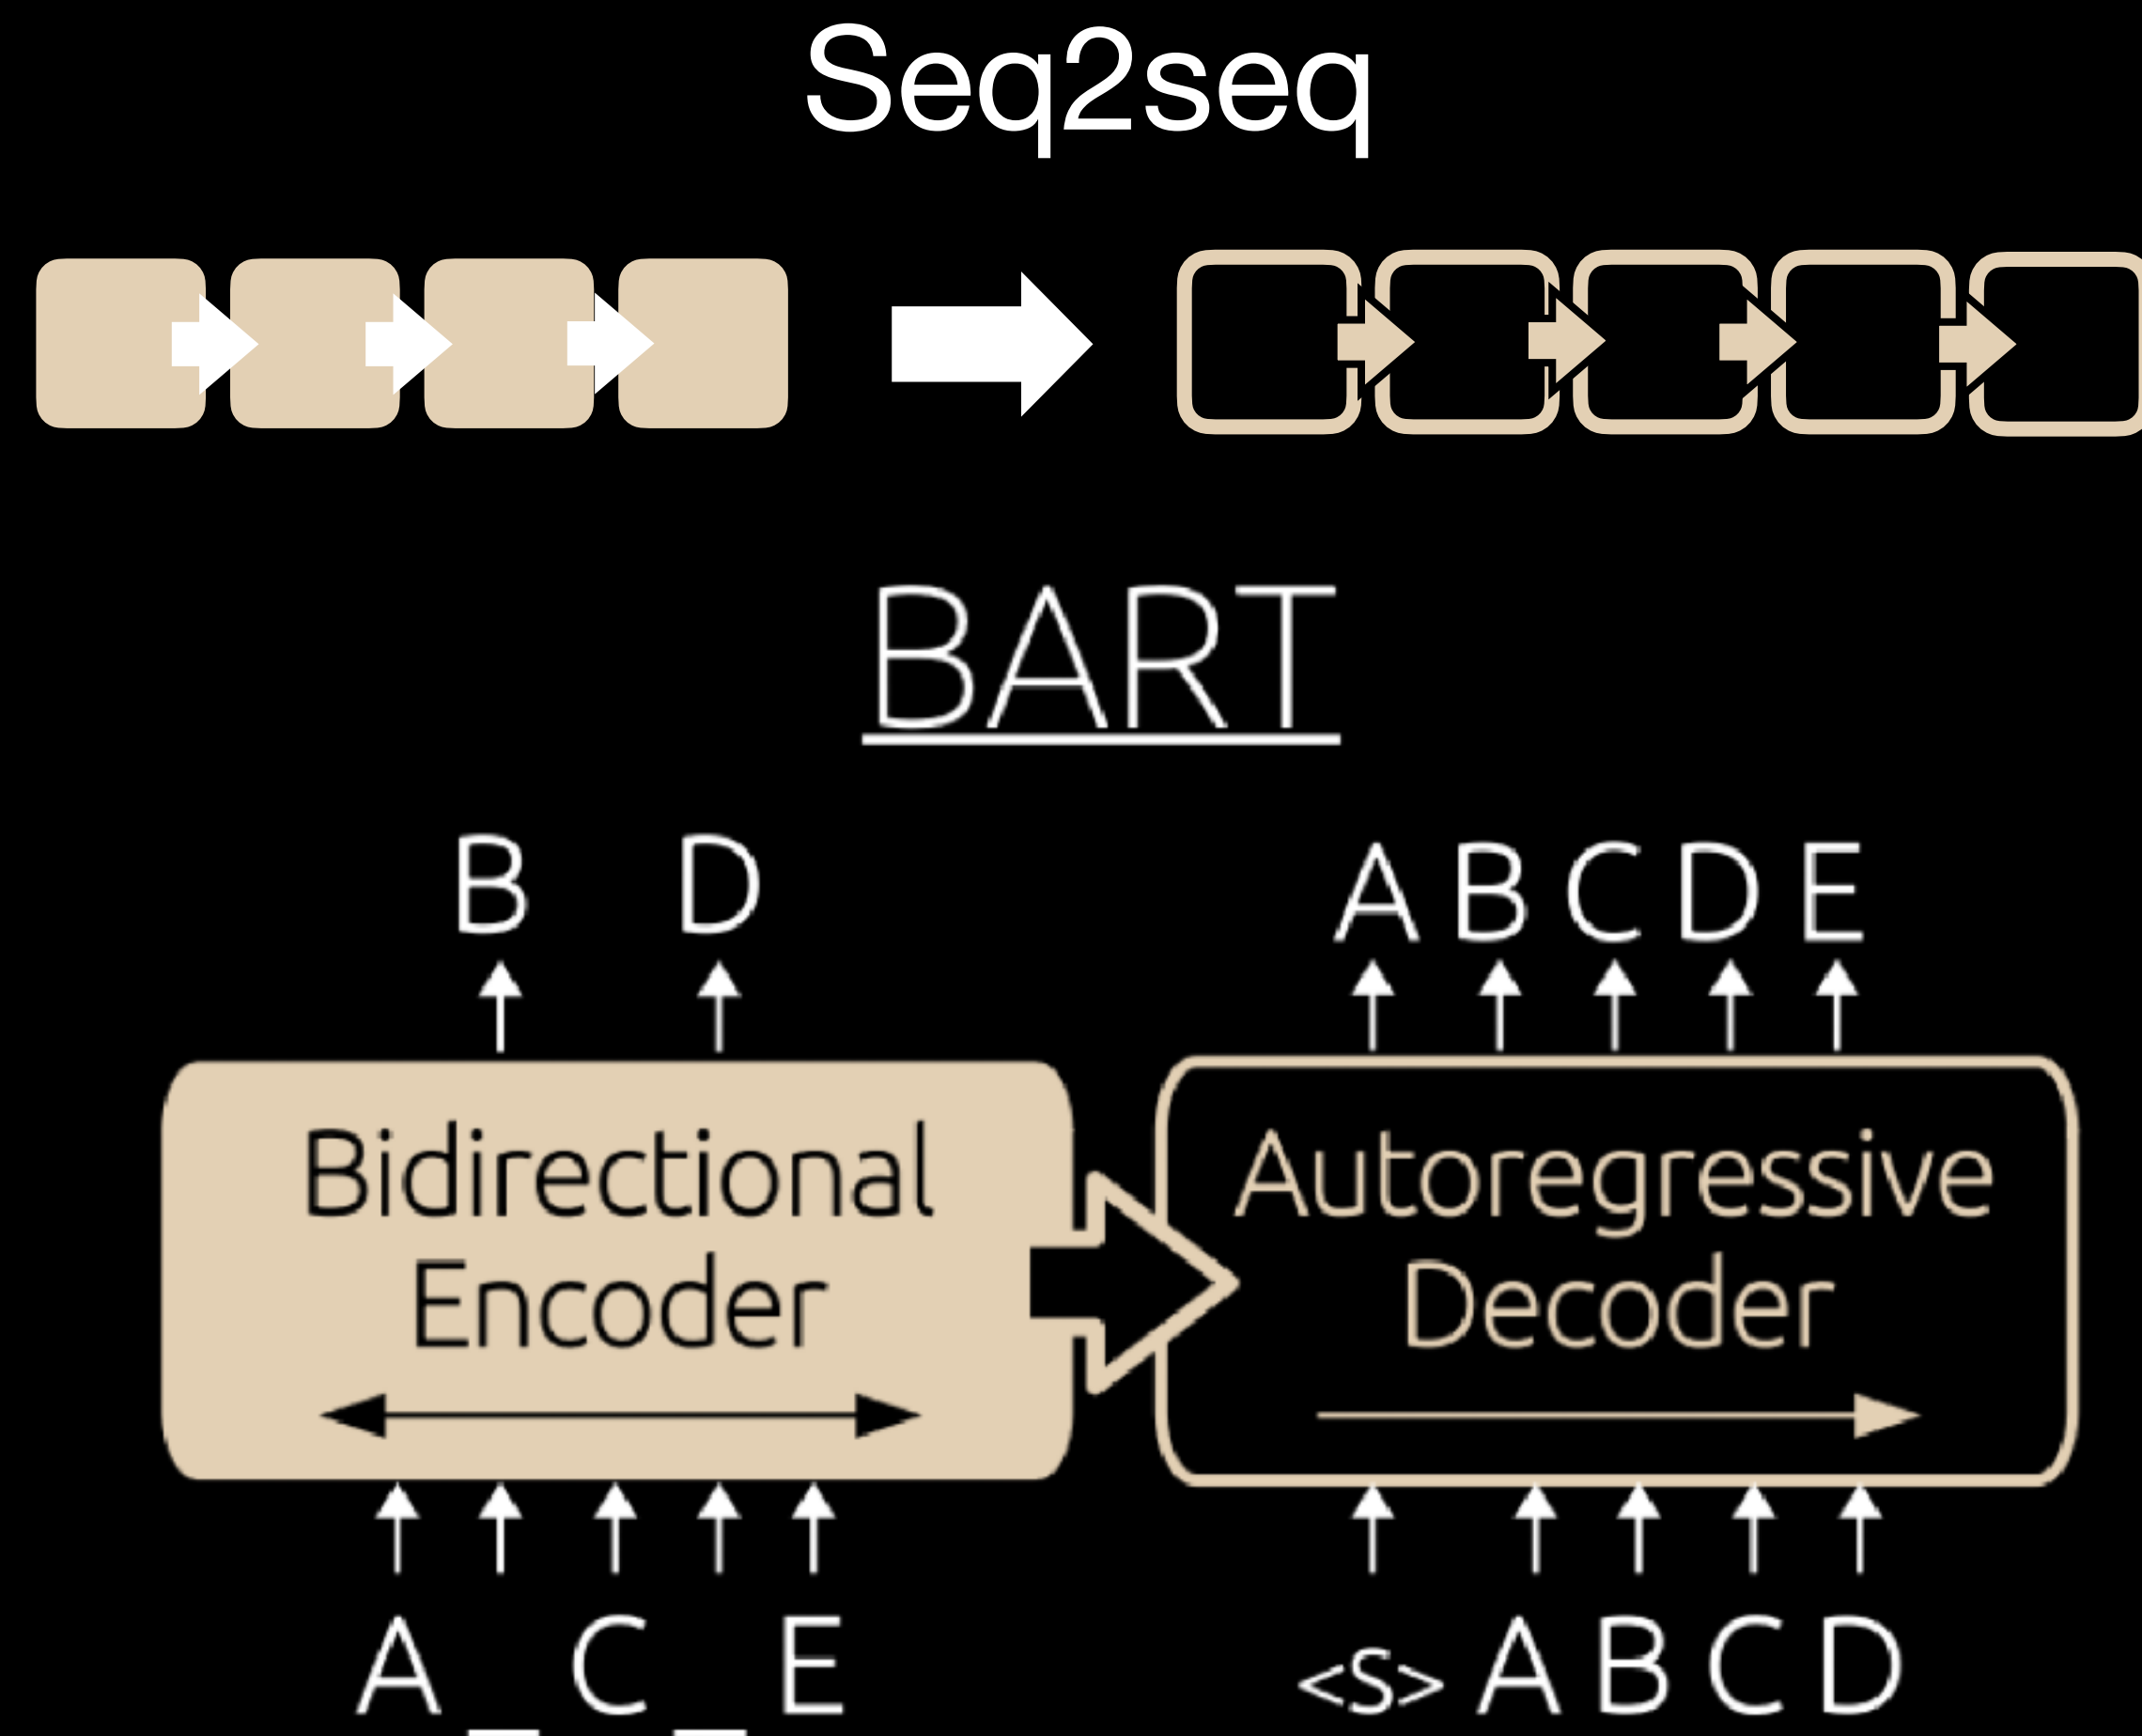 Seq2seq
BART
B D
A B C D E
Bidirectional
Encoder
Autoregressive
Decoder
A _ C _ E
<s> A B C D